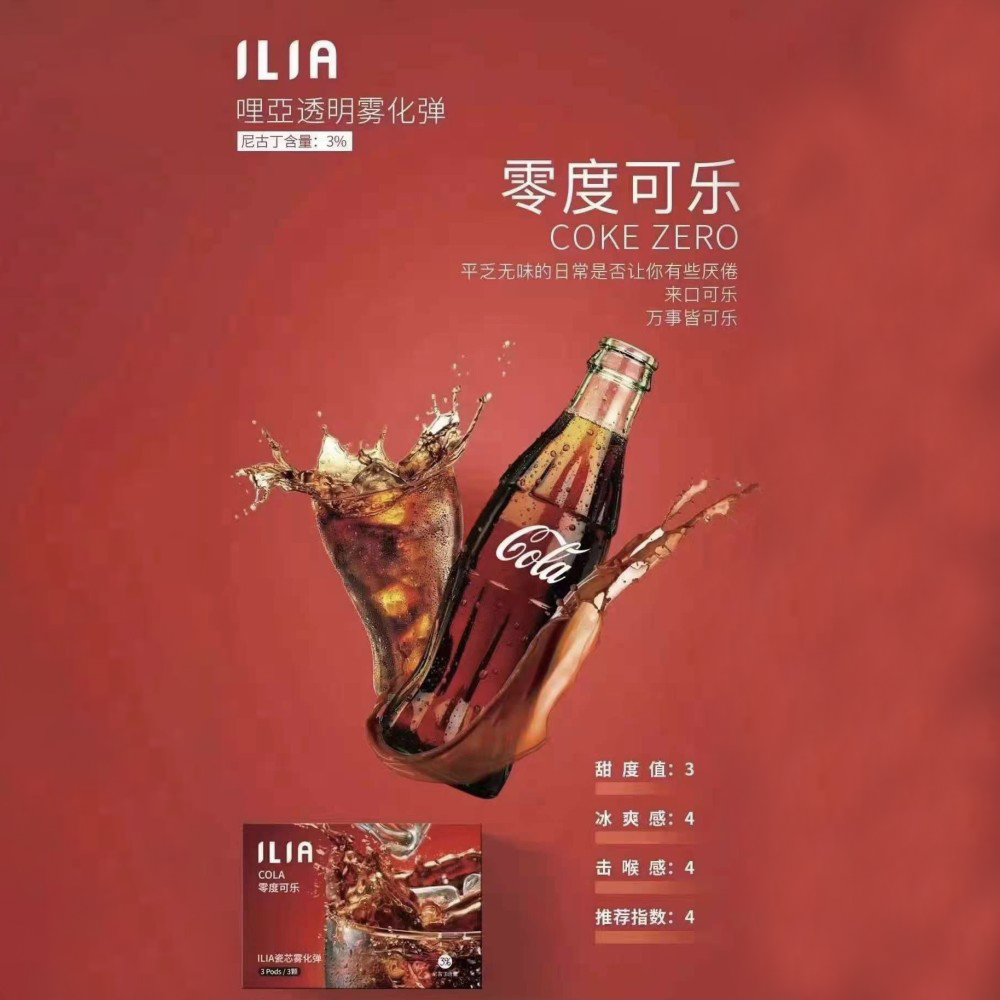 ILIA
哩亞透明雾化弹
尼古丁含量：3%
零度可乐
COKE ZERO
平乏无味的日常是否让你有些厌倦
来口可乐
万事皆可乐
Cola
甜度值：3
冰爽感：4
击喉感：4
推荐指数：4
ILIA
COLA
零度可乐
ILIA瓷芯雾化弹
3 Pods / 3颗
3%